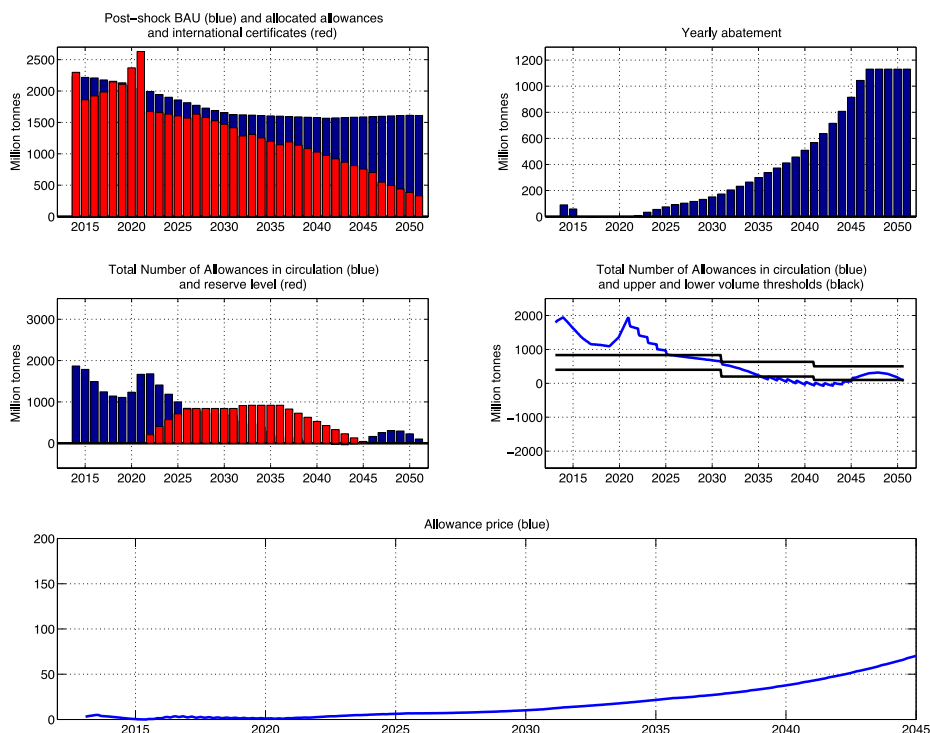 Post−shock BAU (blue) and allocated allowances
and international certificates (red)
Million tonnes
2500
2000
1500
1000
500
0
2015 2020 2025 2030 2035 2040 2045 2050
Yearly abatement
Million tonnes
1200
1000
800
600
400
200
0
2015 2020 2025 2030 2035 2040 2045 2050
Total Number of Allowances in circulation (blue)
and reserve level (red)
Million tonnes
3000
2000
1000
0
2015 2020 2025 2030 2035 2040 2045 2050
Total Number of Allowances in circulation (blue)
and upper and lower volume thresholds (black)
Million tonnes
2000
1000
0
−1000
−2000
2015 2020 2025 2030 2035 2040 2045 2050
Allowance price (blue)
200
150
100
50
0
2015 2020 2025 2030 2035 2040 2045